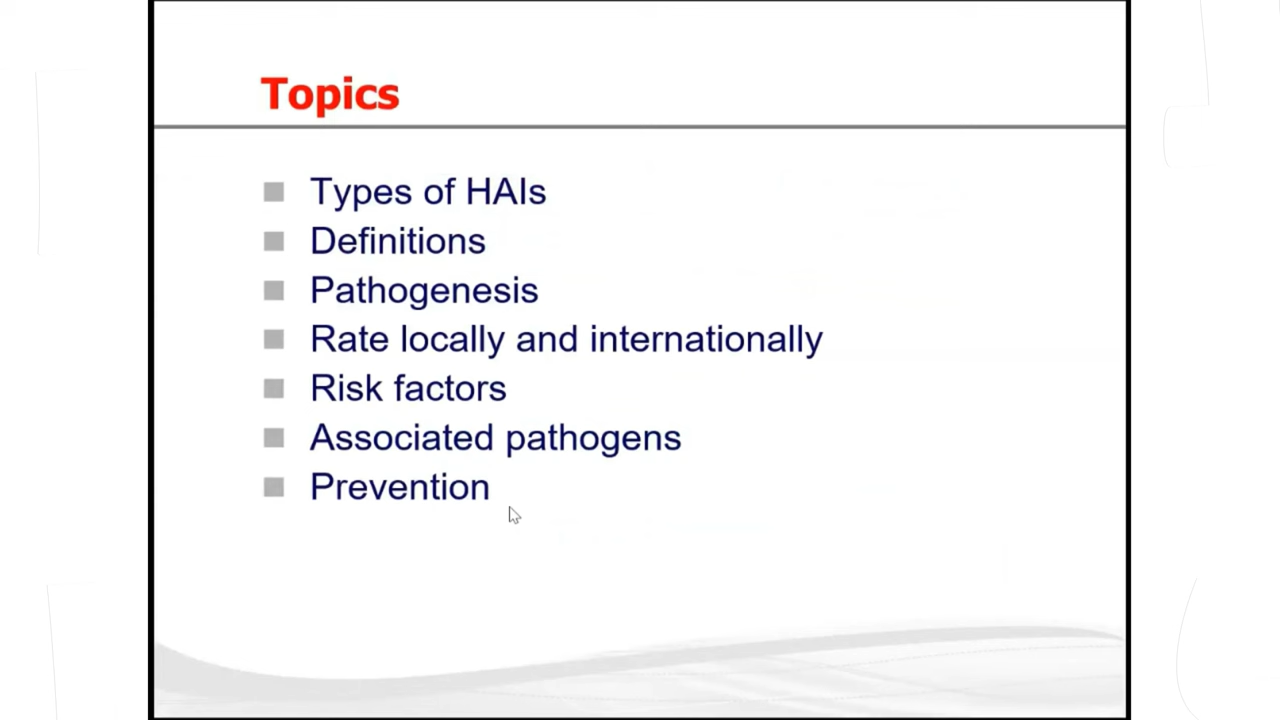 Topics
Types of HAIs
Definitions
Pathogenesis
Rate locally and internationally
Risk factors
Associated pathogens
Prevention